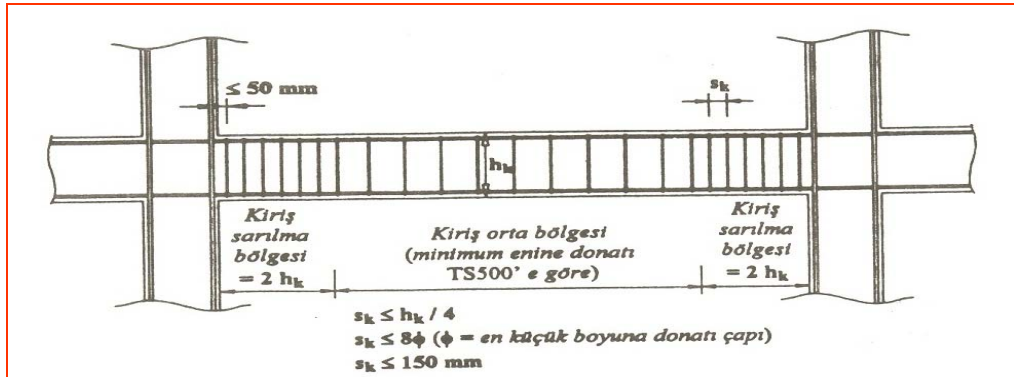 ≤ 50 mm
sk
hk
Kiriş
sarılma
bölgesi
= 2 hk
Kiriş orta bölgesi
(minimum enine donatı
TS500' e göre)
Kiriş
sarılma
bölgesi
= 2 hk
sk ≤ hk / 4
sk ≤ 8ϕ (ϕ = en küçük boyuna donatı çapı)
sk ≤ 150 mm